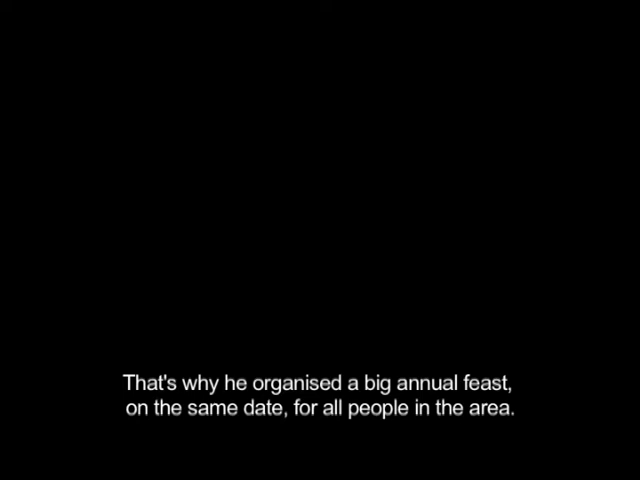 That's why he organised a big annual feast,
on the same date, for all people in the area.